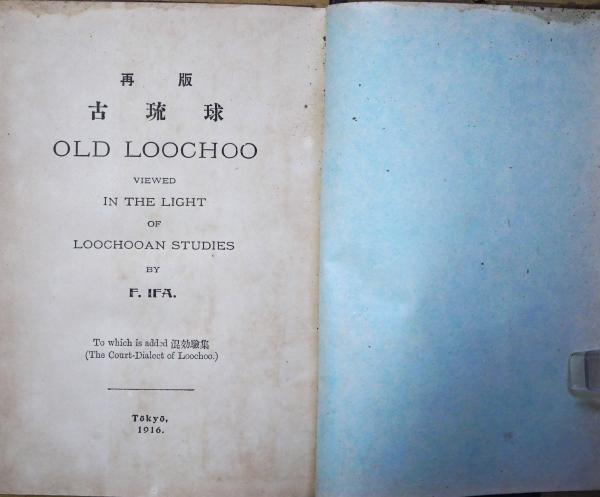 再版
古琉球
OLD LOOCHOO
VIEWED
IN THE LIGHT
OF
LOOCHOOAN STUDIES
BY
F. IFA.
To which is added 混効驗集
(The Court-Dialect of Loochoo.)
Tōkyō,
1916.